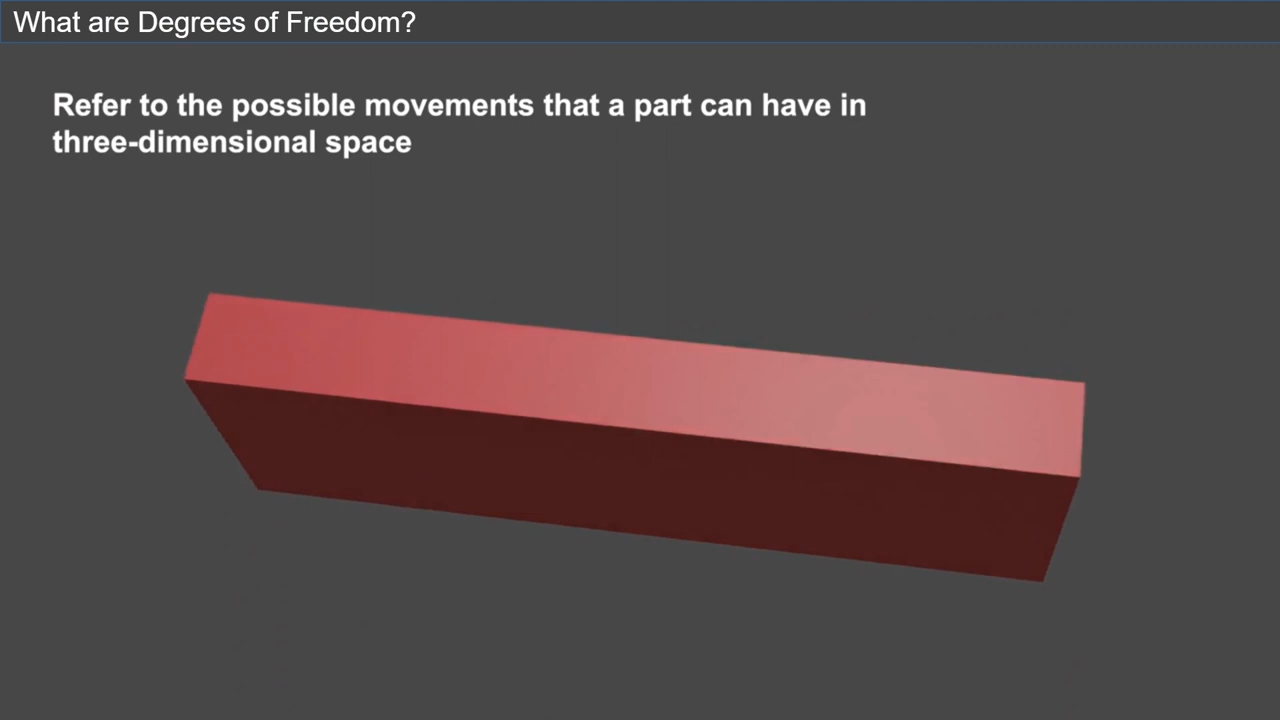 What are Degrees of Freedom?
Refer to the possible movements that a part can have in
three-dimensional space